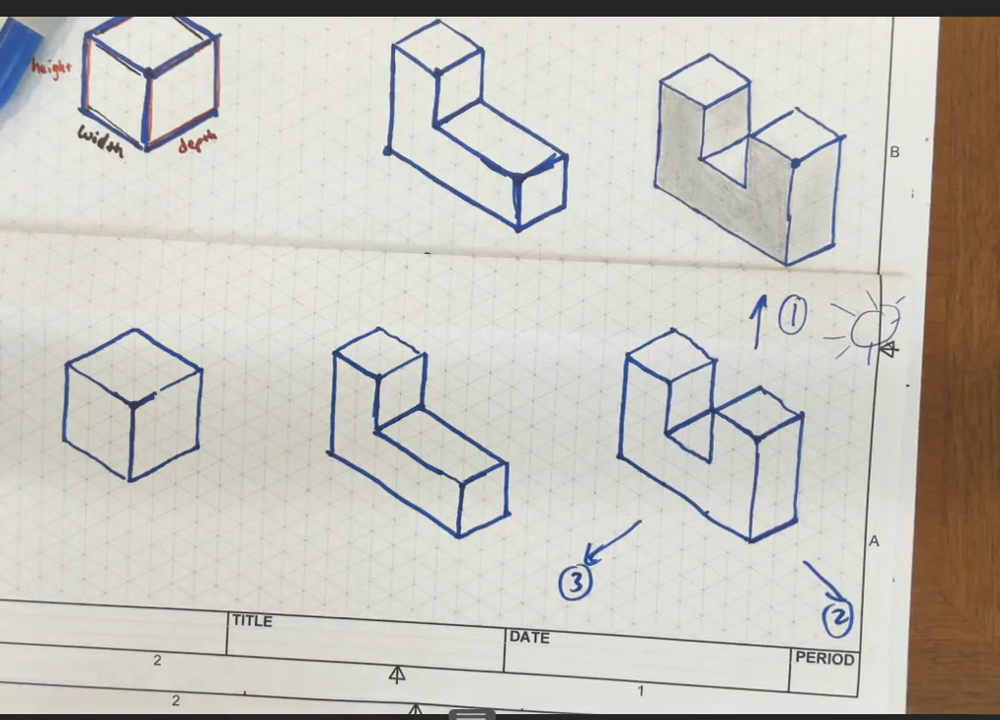 height
width
depth
B
1
3
2
A
TITLE
DATE
PERIOD
2
1
2